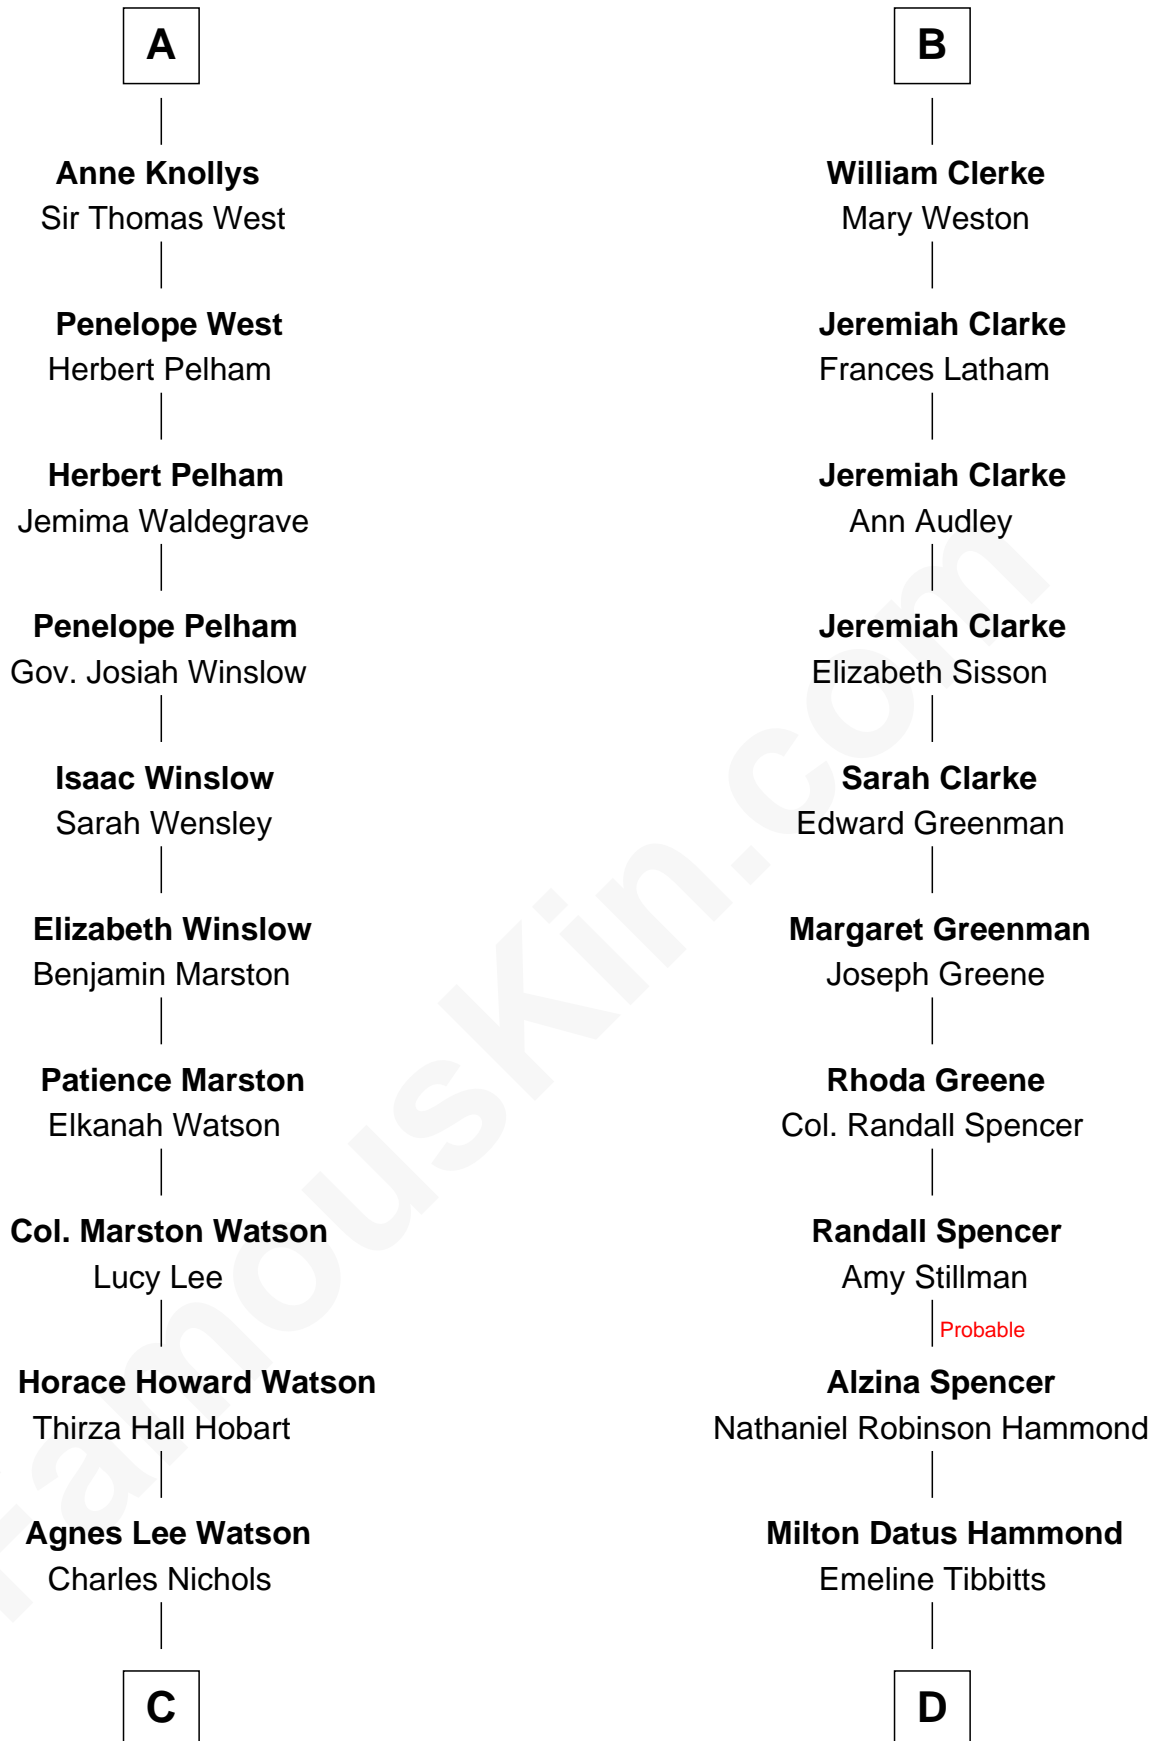 A
Anne Knollys
Sir Thomas West
Penelope West
Herbert Pelham
Herbert Pelham
Jemima Waldegrave
Penelope Pelham
Gov. Josiah Winslow
Isaac Winslow
Sarah Wensley
Elizabeth Winslow
Benjamin Marston
Patience Marston
Elkanah Watson
Col. Marston Watson
Lucy Lee
Horace Howard Watson
Thirza Hall Hobart
Agnes Lee Watson
Charles Nichols
C
B
William Clerke
Mary Weston
Jeremiah Clarke
Frances Latham
Jeremiah Clarke
Ann Audley
Jeremiah Clarke
Elizabeth Sisson
Sarah Clarke
Edward Greenman
Margaret Greenman
Joseph Greene
Rhoda Greene
Col. Randall Spencer
Randall Spencer
Amy Stillman
Probable
Alzina Spencer
Nathaniel Robinson Hammond
Milton Datus Hammond
Emeline Tibbitts
D
FamousKin.com